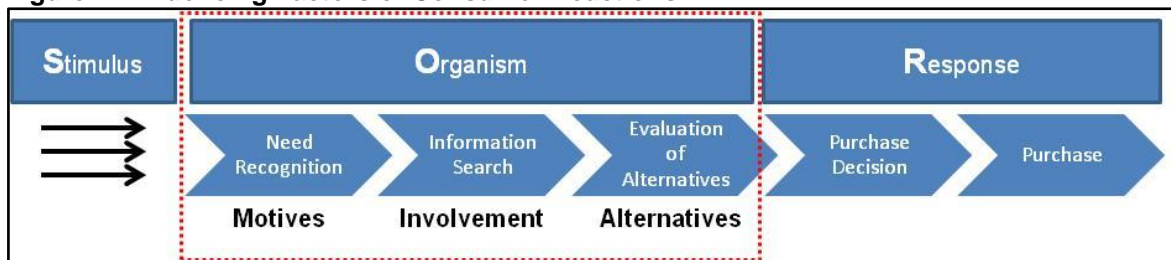 Stimulus
Organism
Response
Need
Recognition
Information
Search
Evaluation
of
Alternatives
Purchase
Decision
Purchase
Motives
Involvement
Alternatives